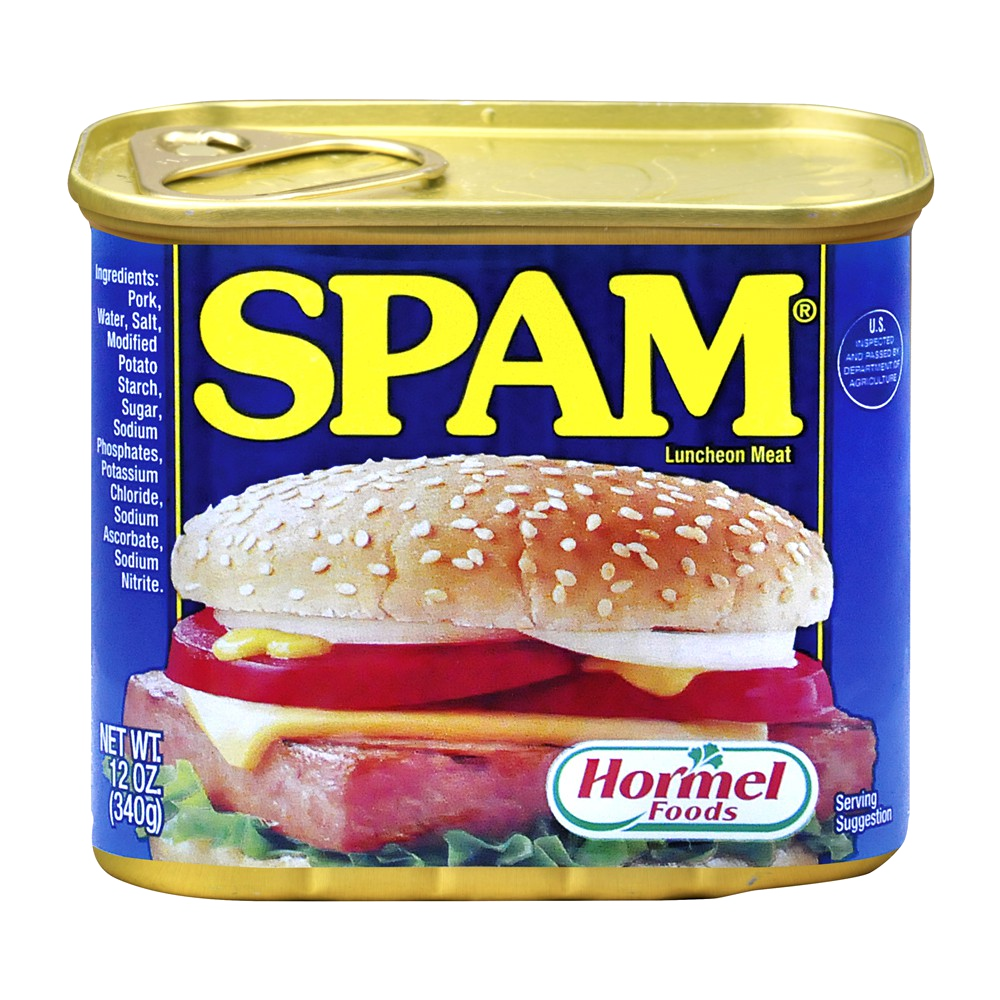 Ingredients:
Pork,
Water, Salt,
Modified
Potato
Starch,
Sugar,
Sodium
Phosphates,
Potassium
Chloride,
Sodium
Ascorbate,
Sodium
Nitrite.
NET WT.
12 OZ.
(340g)
SPAM®
Luncheon Meat
Hormel
Foods
U.S.
INSPECTED
AND PASSED BY
DEPARTMENT OF
AGRICULTURE
Serving
Suggestion